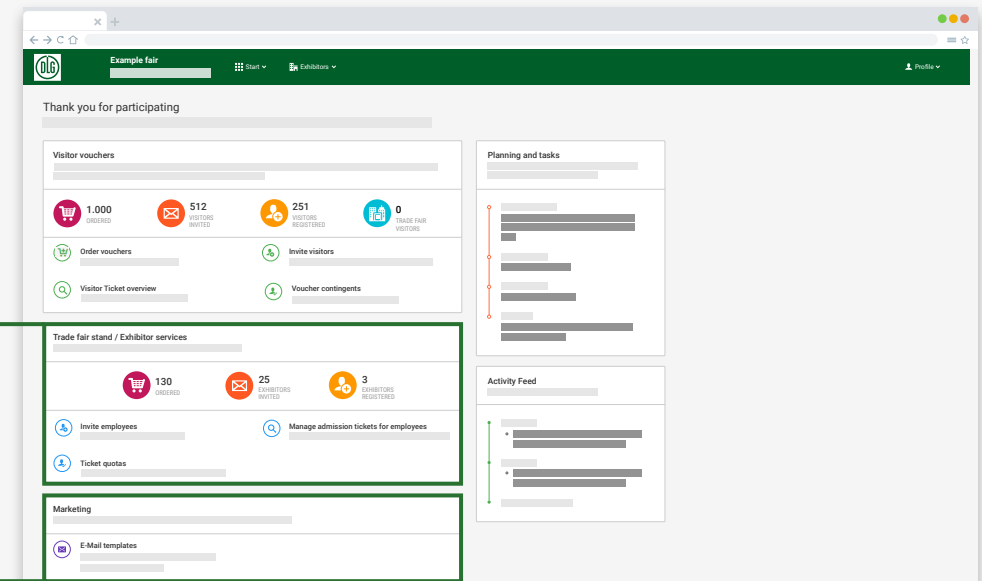 DLG
Example fair
Start
Exhibitors
Profile
Thank you for participating
Visitor vouchers
1.000
ORDERED
512
VISITORS
INVITED
251
VISITORS
REGISTERED
0
TRADE FAIR
VISITORS
Order vouchers
Invite visitors
Visitor Ticket overview
Voucher contingents
Trade fair stand / Exhibitor services
130
ORDERED
25
EXHIBITORS
INVITED
3
EXHIBITORS
REGISTERED
Invite employees
Manage admission tickets for employees
Ticket quotas
Marketing
E-Mail templates
Planning and tasks
Activity Feed